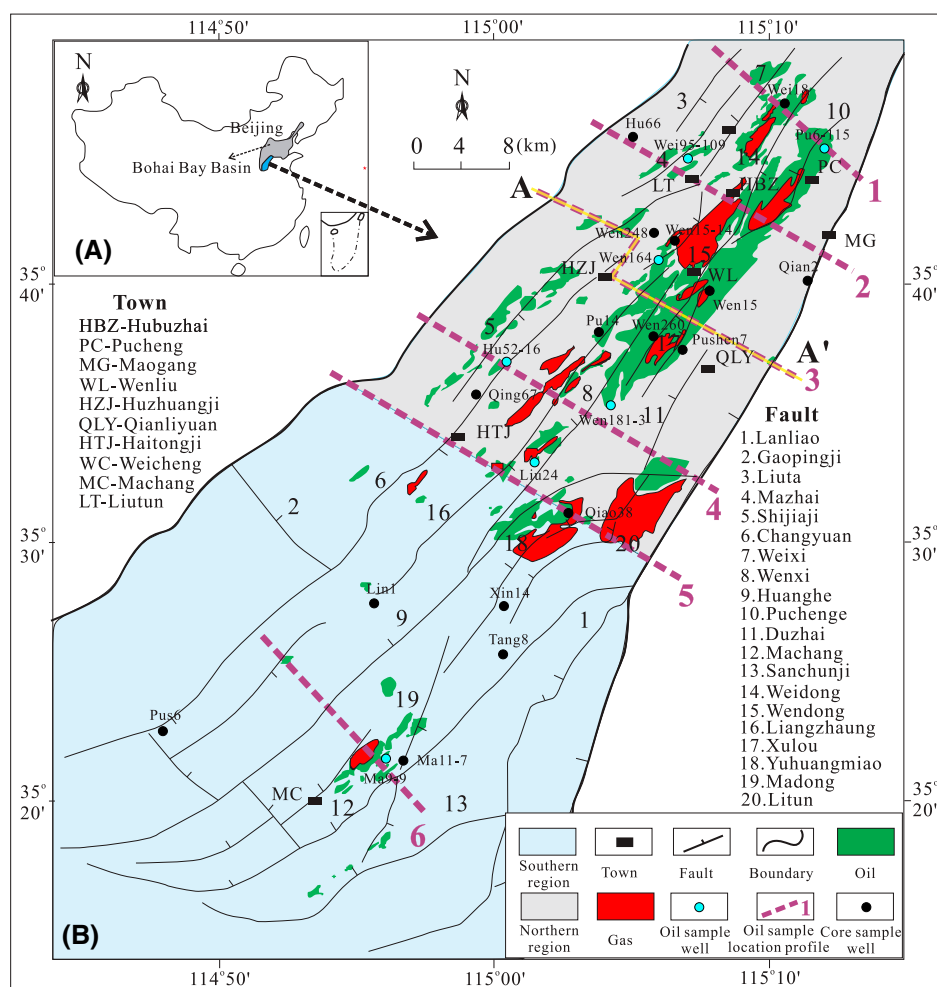 114°50'
115°00'
115°10'
N
Beijing
Bohai Bay Basin
(A)
N
0 4 8 (km)
3
7
Wei18
10
Hu66
Pu6-115
Wei95-109
14
4
PC
LT
HBZ
1
A
Wen248
Wen15-14
MG
Wen164
15
35°
40'
HZJ
WL
Qian2
2
Wen15
Town
HBZ-Hubuzhai
PC-Pucheng
MG-Maogang
WL-Wenliu
HZJ-Huzhuangji
QLY-Qianliyuan
HTJ-Haitongji
WC-Weicheng
MC-Machang
LT-Liutun
5
Pu14
Wen260
17
Pushen7
A'
Hu52-16
QLY
3
8
Qing67
Wen181-3
11
HTJ
Liu24
6
2
16
4
Qiao38
35°
30'
18
20
5
Fault
1.Lanliao
2.Gaopingji
3.Liuta
4.Mazhai
5.Shijiaji
6.Changyuan
7.Weixi
8.Wenxi
9.Huanghe
10.Puchenge
11.Duzhai
12.Machang
13.Sanchunji
14.Weidong
15.Wendong
16.Liangzhaung
17.Xulou
18.Yuhuangmiao
19.Madong
20.Litun
Lin1
Xin14
9
1
Tang8
19
Pus6
Ma11-7
Ma9-9
35°
20'
MC
12
13
6
(B)
Southern
region
Town
Fault
Boundary
Oil
1
Northern
region
Gas
Oil sample
well
Oil sample
location profile
Core sample
well
114°50'
115°00'
115°10'